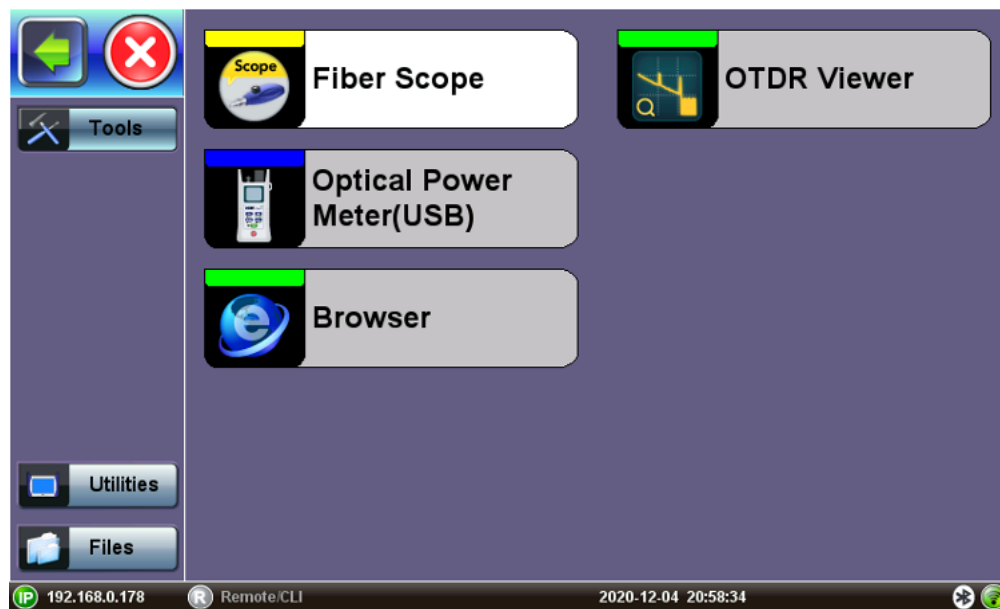 Scope
Fiber Scope
OTDR Viewer
Tools
Optical Power
Meter(USB)
Browser
Utilities
Files
IP 192.168.0.178
R Remote/CLI
2020-12-04 20:58:34